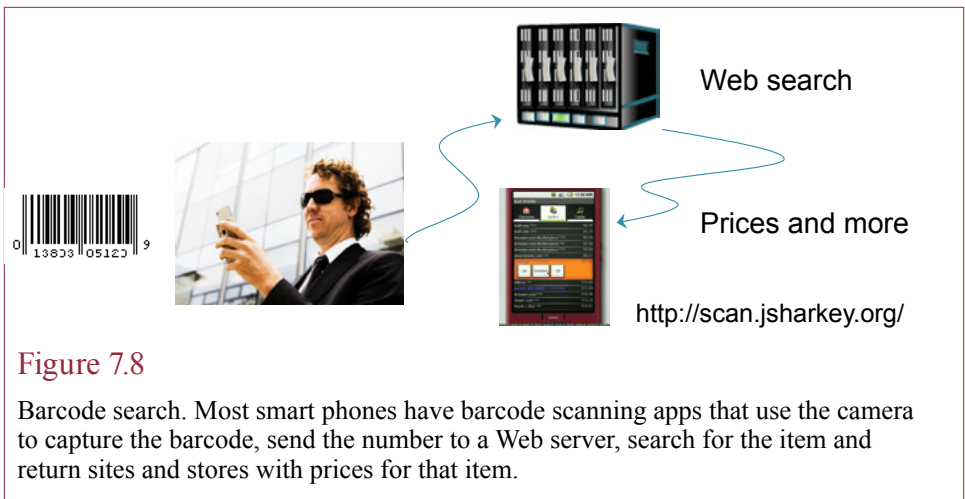 Web search
0 13803 05120 9
Prices and more
http://scan.jsharkey.org/
Figure 7.8
Barcode search. Most smart phones have barcode scanning apps that use the camera
to capture the barcode, send the number to a Web server, search for the item and
return sites and stores with prices for that item.